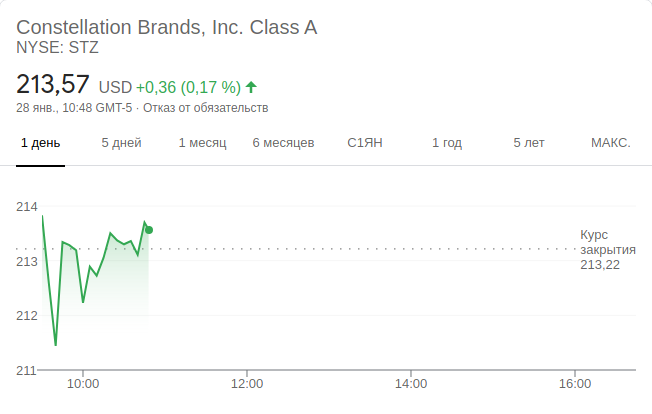 Constellation Brands, Inc. Class A
NYSE: STZ
213,57 USD +0,36 (0,17 %)
28 янв., 10:48 GMT-5 · Отказ от обязательств
1 день 5 дней 1 месяц 6 месяцев С1ЯН 1 год 5 лет МАКС.
214
213
212
211
Курс
закрытия
213,22
10:00 12:00 14:00 16:00